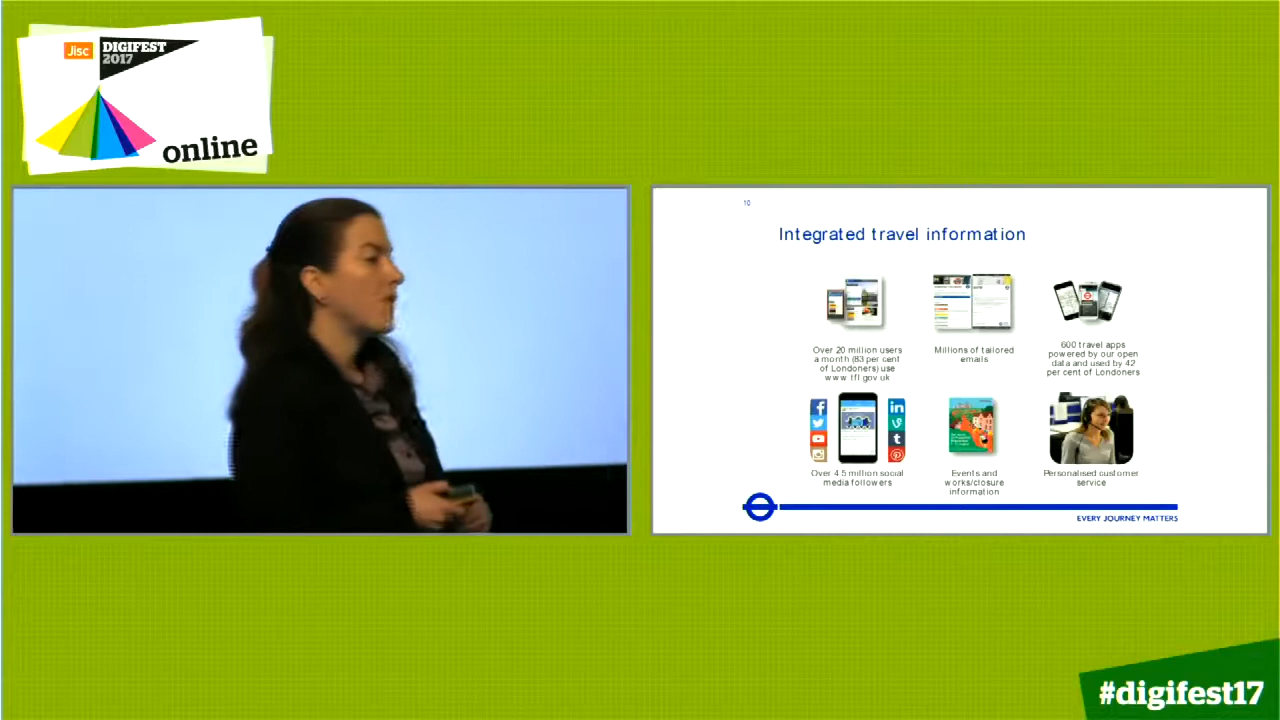 Jisc
DIGIFEST
2017
online
10
Integrated travel information
Over 20 million users
a month (83 per cent
of Londoners) use
www.tfl.gov.uk
Millions of tailored
emails
600 travel apps
powered by our open
data and used by 42
per cent of Londoners
Over 4.5 million social
media followers
Events and
works/closure
information
Personalised customer
service
EVERY JOURNEY MATTERS
#digifest17